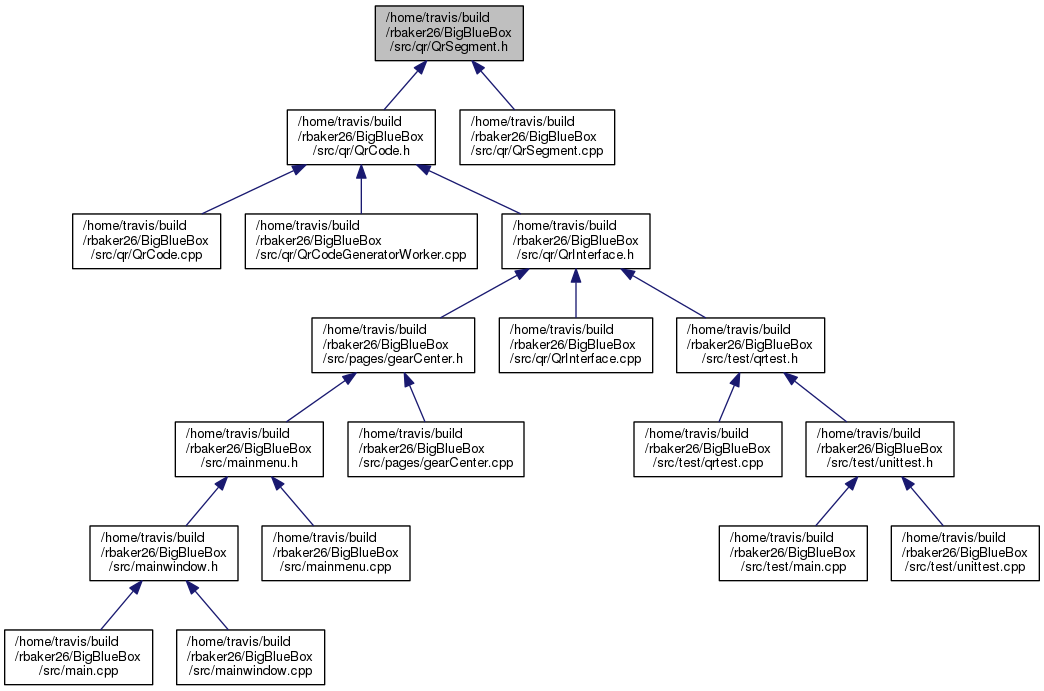 /home/travis/build
/rbaker26/BigBlueBox
/src/qr/QrSegment.h
/home/travis/build
/rbaker26/BigBlueBox
/src/qr/QrCode.h
/home/travis/build
/rbaker26/BigBlueBox
/src/qr/QrSegment.cpp
/home/travis/build
/rbaker26/BigBlueBox
/src/qr/QrCode.cpp
/home/travis/build
/rbaker26/BigBlueBox
/src/qr/QrCodeGeneratorWorker.cpp
/home/travis/build
/rbaker26/BigBlueBox
/src/qr/QrInterface.h
/home/travis/build
/rbaker26/BigBlueBox
/src/pages/gearCenter.h
/home/travis/build
/rbaker26/BigBlueBox
/src/qr/QrInterface.cpp
/home/travis/build
/rbaker26/BigBlueBox
/src/test/qrtest.h
/home/travis/build
/rbaker26/BigBlueBox
/src/mainmenu.h
/home/travis/build
/rbaker26/BigBlueBox
/src/pages/gearCenter.cpp
/home/travis/build
/rbaker26/BigBlueBox
/src/test/qrtest.cpp
/home/travis/build
/rbaker26/BigBlueBox
/src/test/unittest.h
/home/travis/build
/rbaker26/BigBlueBox
/src/mainwindow.h
/home/travis/build
/rbaker26/BigBlueBox
/src/mainmenu.cpp
/home/travis/build
/rbaker26/BigBlueBox
/src/test/main.cpp
/home/travis/build
/rbaker26/BigBlueBox
/src/test/unittest.cpp
/home/travis/build
/rbaker26/BigBlueBox
/src/main.cpp
/home/travis/build
/rbaker26/BigBlueBox
/src/mainwindow.cpp